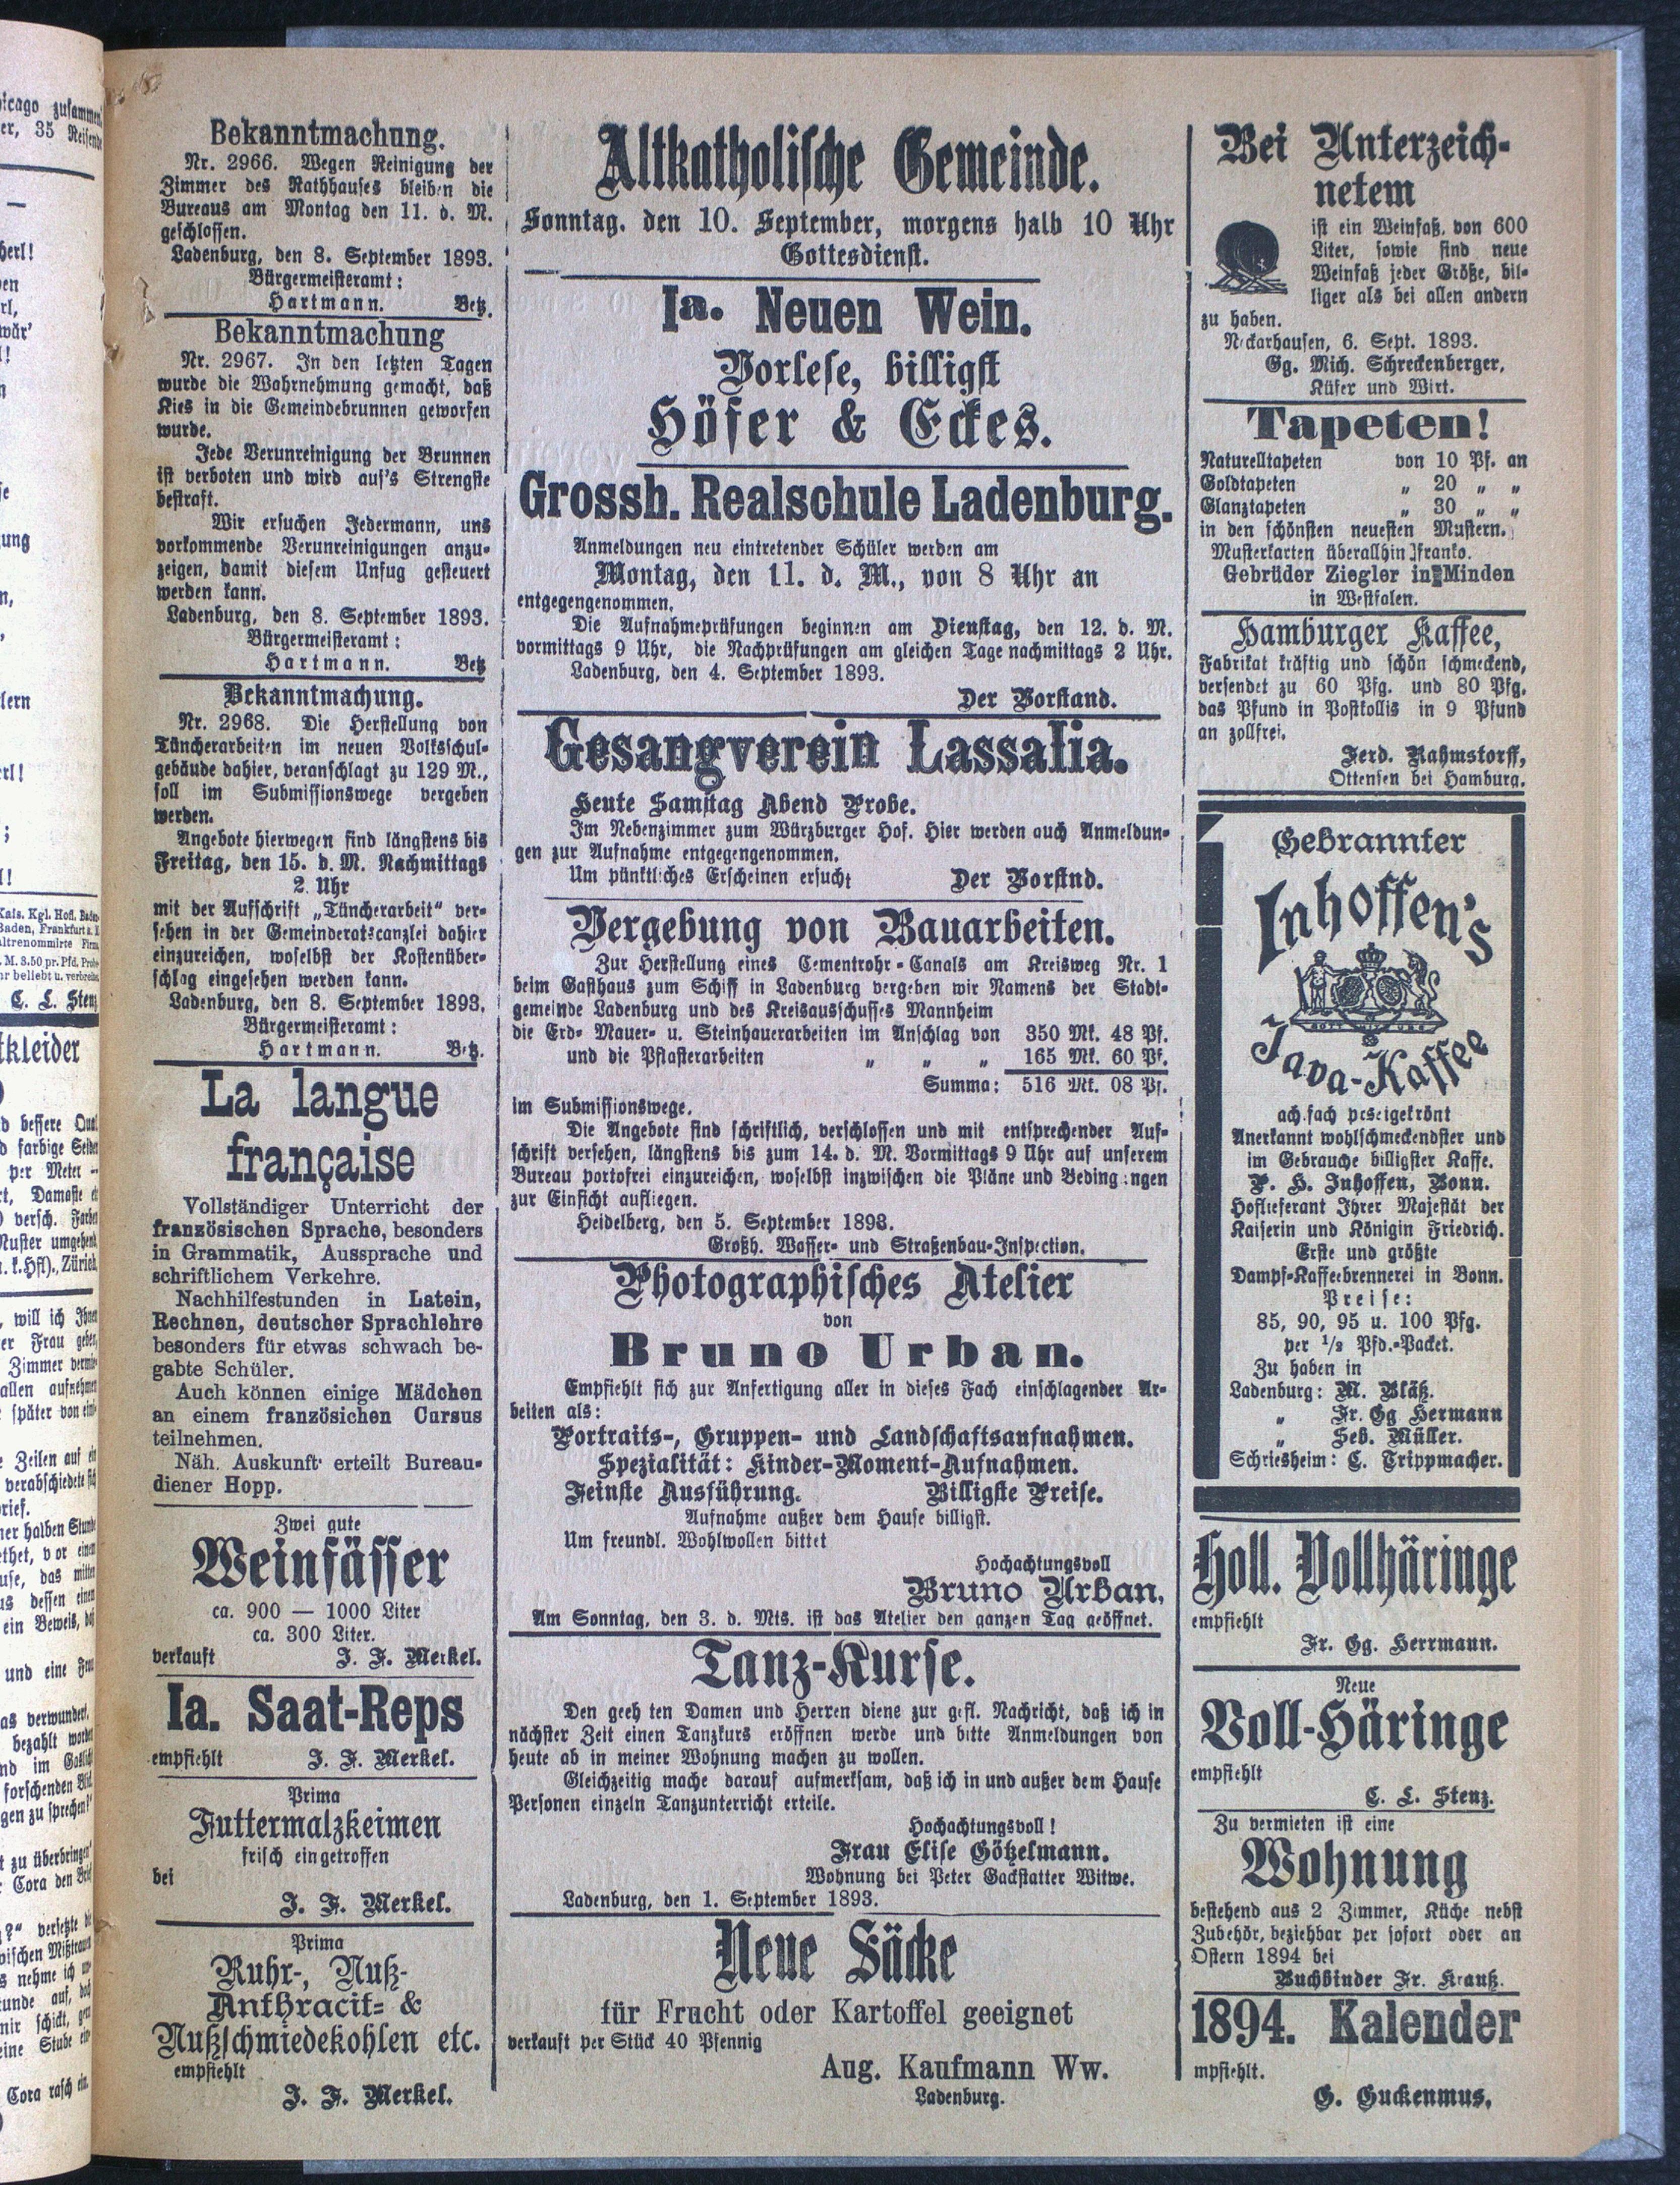 Bekanntmachung.
Nr. 2966. Wegen Reinigung der
Zimmer des Rathhauses bleiben die
Bureaus am Montag den 11. d. M.
geschlossen.
Ladenburg, den 8. September 1893.
Bürgermeisteramt:
Hartmann. Betz.
Bekanntmachung
Nr. 2967. In den letzten Tagen
wurde die Wahrnehmung gemacht, daß
Kies in die Gemeindebrunnen geworfen
wurde.
Jede Verunreinigung der Brunnen
ist verboten und wird auf's Strengste
bestraft.
Wir ersuchen Jedermann, uns
vorkommende Verunreinigungen anzu-
zeigen, damit diesem Unfug gesteuert
werden kann.
Ladenburg, den 8. September 1893.
Bürgermeisteramt:
Hartmann. Betz
Bekanntmachung.
Nr. 2968. Die Herstellung von
Tüncherarbeiten im neuen Volksschul-
gebäude dahier, veranschlagt zu 129 M.,
soll im Submissionswege vergeben
werden.
Angebote hierwegen sind längstens bis
Freitag, den 15. d. M. Nachmittags
2 Uhr
mit der Aufschrift „Tüncherarbeit" ver-
sehen in der Gemeinderatscanzlei dahier
einzureichen, woselbst der Kostenüber-
schlag eingesehen werden kann.
Ladenburg, den 8. September 1893.
Bürgermeisteramt:
Hartmann. Betz.
La langue
française
Vollständiger Unterricht der
französischen Sprache, besonders
in Grammatik, Aussprache und
schriftlichem Verkehre.
Nachhilfestunden in Latein,
Rechnen, deutscher Sprachlehre
besonders für etwas schwach be-
gabte Schüler.
Auch können einige Mädchen
an einem französichen Cursus
teilnehmen.
Näh. Auskunft erteilt Bureau-
diener Hopp.
Zwei gute
Weinfässer
ca. 900 — 1000 Liter
ca. 300 Liter.
verkauft J. F. Merkel.
Ia. Saat-Reps
empfiehlt J. F. Merkel.
Prima
Futtermalzkeimen
frisch eingetroffen
bei
J. F. Merkel.
Prima
Ruhr-, Nuß-
Anthracit- &
Nußschmiedekohlen etc.
empfiehlt
J. F. Merkel.
Altkatholische Gemeinde.
Sonntag, den 10. September, morgens halb 10 Uhr
Gottesdienst.
Ia. Neuen Wein.
Vorlese, billigst
Höfer & Eckes.
Grossh. Realschule Ladenburg.
Anmeldungen neu eintretender Schüler werden am
Montag, den 11. d. M., von 8 Uhr an
entgegengenommen.
Die Aufnahmeprüfungen beginnen am Dienstag, den 12. d. M.
vormittags 9 Uhr, die Nachprüfungen am gleichen Tage nachmittags 2 Uhr.
Ladenburg, den 4. September 1893.
Der Vorstand.
Gesangverein Lassalia.
Heute Samstag Abend Probe.
Im Nebenzimmer zum Würzburger Hof. Hier werden auch Anmeldun-
gen zur Aufnahme entgegengenommen.
Um pünktliches Erscheinen ersucht Der Vorstnd.
Vergebung von Bauarbeiten.
Zur Herstellung eines Cementrohr-Canals am Kreisweg Nr. 1
beim Gasthaus zum Schiff in Ladenburg vergeben wir Namens der Stadt-
gemeinde Ladenburg und des Kreisausschusses Mannheim
die Erd- Mauer- u. Steinhauerarbeiten im Anschlag von 350 Mk. 48 Pf.
und die Pflasterarbeiten „ „ „ 165 Mk. 60 Pf.
Summa: 516 Mk. 08 Pf.
im Submissionswege.
Die Angebote sind schriftlich, verschlossen und mit entsprechender Auf-
schrift versehen, längstens bis zum 14. d. M. Vormittags 9 Uhr auf unserem
Bureau portofrei einzureichen, woselbst inzwischen die Pläne und Bedingungen
zur Einsicht aufliegen.
Heidelberg, den 5. September 1893.
Großh. Wasser- und Straßenbau-Inspection.
Photographisches Atelier
von
Bruno Urban.
Empfiehlt sich zur Anfertigung aller in dieses Fach einschlagender Ar-
beiten als:
Portraits-, Gruppen- und Landschaftsaufnahmen.
Spezialität: Kinder-Moment-Aufnahmen.
Feinste Ausführung. Billigste Preise.
Aufnahme außer dem Hause billigst.
Um freundl. Wohlwollen bittet
Hochachtungsvoll
Bruno Urban.
Am Sonntag, den 3. d. Mts. ist das Atelier den ganzen Tag geöffnet.
Tanz-Kurse.
Den geeh ten Damen und Herren diene zur gefl. Nachricht, daß ich in
nächster Zeit einen Tanzkurs eröffnen werde und bitte Anmeldungen von
heute ab in meiner Wohnung machen zu wollen.
Gleichzeitig mache darauf aufmerksam, daß ich in und außer dem Hause
Personen einzeln Tanzunterricht erteile.
Hochachtungsvoll!
Frau Elise Götzelmann.
Wohnung bei Peter Gackstatter Witwe.
Ladenburg, den 1. September 1893.
Neue Säcke
für Frucht oder Kartoffel geeignet
verkauft per Stück 40 Pfennig
Aug. Kaufmann Ww.
Ladenburg.
Bei Unterzeich-
netem
ist ein Weinfaß, von 600
Liter, sowie sind neue
Weinfaß jeder Größe, bil-
liger als bei allen andern
zu haben.
Neckarhausen, 6. Sept. 1893.
Gg. Mich. Schreckenberger,
Küfer und Wirt.
Tapeten!
Naturelltapeten von 10 Pf. an
Goldtapeten „ 20 „ „
Glanztapeten „ 30 „ „
in den schönsten neuesten Mustern.
Musterkarten überallhin franko.
Gebrüder Ziegler in Minden
in Westfalen.
Hamburger Kaffee,
Fabrikat kräftig und schön schmeckend,
versendet zu 60 Pfg. und 80 Pfg.
das Pfund in Postkollis in 9 Pfund
an zollfrei.
Ferd. Rahmstorff,
Ottensen bei Hamburg.
Gebrannter
Inhoffen's
GOTT MIT UNS
Java-Kaffee
ach.fach preisgekrönt
Anerkannt wohlschmeckendster und
im Gebrauche billigster Kaffe.
P. H. Inhoffen, Bonn.
Hoflieferant Ihrer Majestät der
Kaiserin und Königin Friedrich.
Erste und größte
Dampf-Kaffeebrennerei in Bonn.
Preise:
85, 90, 95 u. 100 Pfg.
per ½ Pfd.-Packet.
Zu haben in
Ladenburg: M. Bläß.
„ Fr. Gg Hermann
„ Seb. Müller.
Schriesheim: C. Trippmacher.
Holl. Vollhäringe
empfiehlt
Fr. Gg. Herrmann.
Neue
Voll-Häringe
empfiehlt
C. L. Stenz.
Zu vermieten ist eine
Wohnung
bestehend aus 2 Zimmer, Küche nebst
Zubehör, beziehbar per sofort oder an
Ostern 1894 bei
Buchbinder Fr. Krauß.
1894. Kalender
mpfiehlt.
G. Guckenmus.